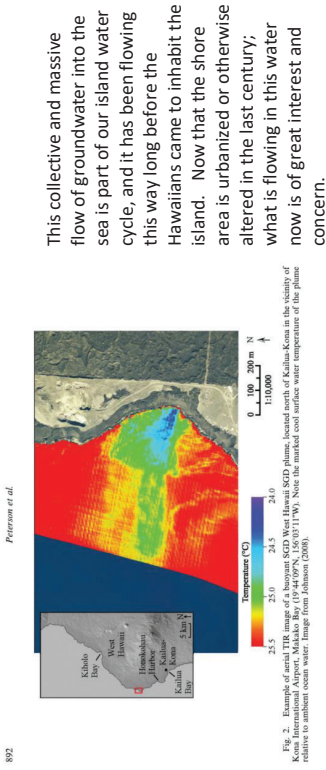 This collective and massive
flow of groundwater into the
sea is part of our island water
cycle, and it has been flowing
this way long before the
Hawaiians came to inhabit the
island. Now that the shore
area is urbanized or otherwise
altered in the last century;
what is flowing in this water
now is of great interest and
concern.
892
Peterson et al.
Kiholo
Bay
West
Hawaii
Honokohau
Harbor
Kailua-
Kona
Kailua
Bay
5 km N
Temperature (°C)
25.5 25.0 24.5 24.0
0 100 200 m N
1:10,000
Fig. 2. Example of aerial TIR image of a buoyant SGD West Hawaii SGD plume, located north of Kailua-Kona in the vicinity of
Kona International Airport, Makako Bay (19°44′09″N, 156°03′11″W). Note the marked cool surface water temperature of the plume
relative to ambient ocean water. Image from Johnson (2008).